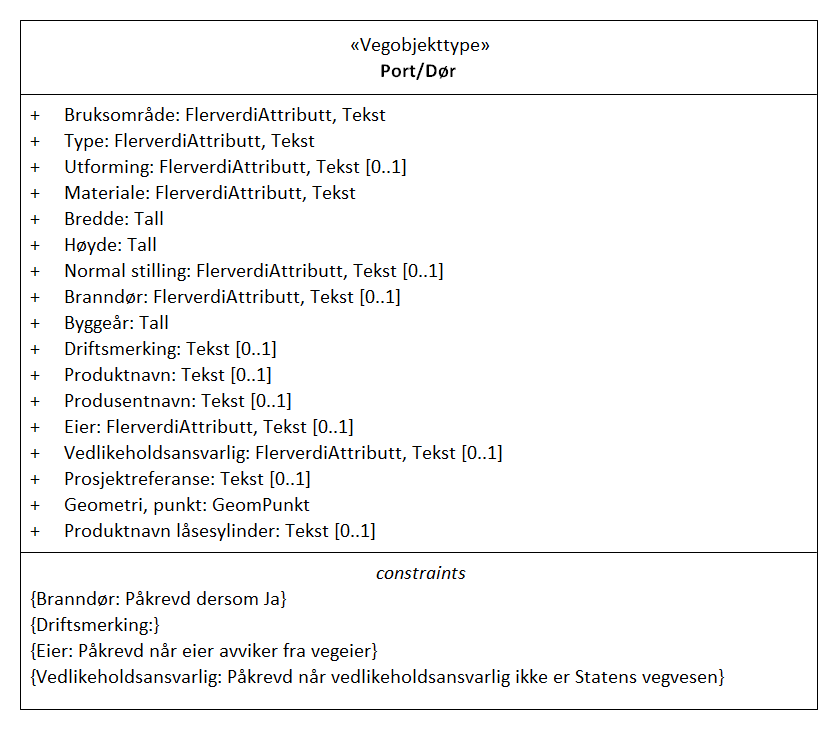 «Vegobjekttype»
Port/Dør
+ Bruksområde: FlerverdiAttributt, Tekst
+ Type: FlerverdiAttributt, Tekst
+ Utforming: FlerverdiAttributt, Tekst [0..1]
+ Materiale: FlerverdiAttributt, Tekst
+ Bredde: Tall
+ Høyde: Tall
+ Normal stilling: FlerverdiAttributt, Tekst [0..1]
+ Branndør: FlerverdiAttributt, Tekst [0..1]
+ Byggeår: Tall
+ Driftsmerking: Tekst [0..1]
+ Produktnavn: Tekst [0..1]
+ Produsentnavn: Tekst [0..1]
+ Eier: FlerverdiAttributt, Tekst [0..1]
+ Vedlikeholdsansvarlig: FlerverdiAttributt, Tekst [0..1]
+ Prosjektreferanse: Tekst [0..1]
+ Geometri, punkt: GeomPunkt
+ Produktnavn låsesylinder: Tekst [0..1]
constraints
{Branndør: Påkrevd dersom Ja}
{Driftsmerking:}
{Eier: Påkrevd når eier avviker fra vegeier}
{Vedlikeholdsansvarlig: Påkrevd når vedlikeholdsansvarlig ikke er Statens vegvesen}